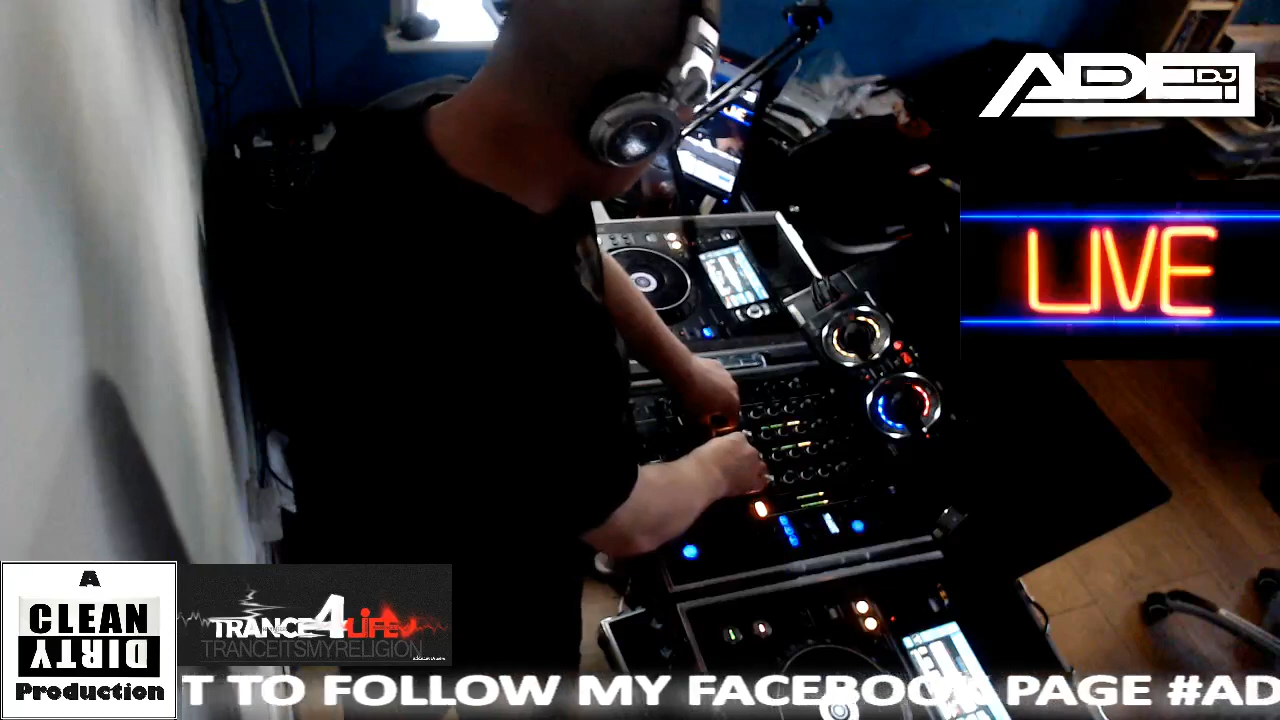 ADE DJ
LIVE
A
CLEAN
DIRTY
Production
TRANCE4LIFE
TRANCEITSMYRELIGION
T TO FOLLOW MY FACEBOOK PAGE #AD